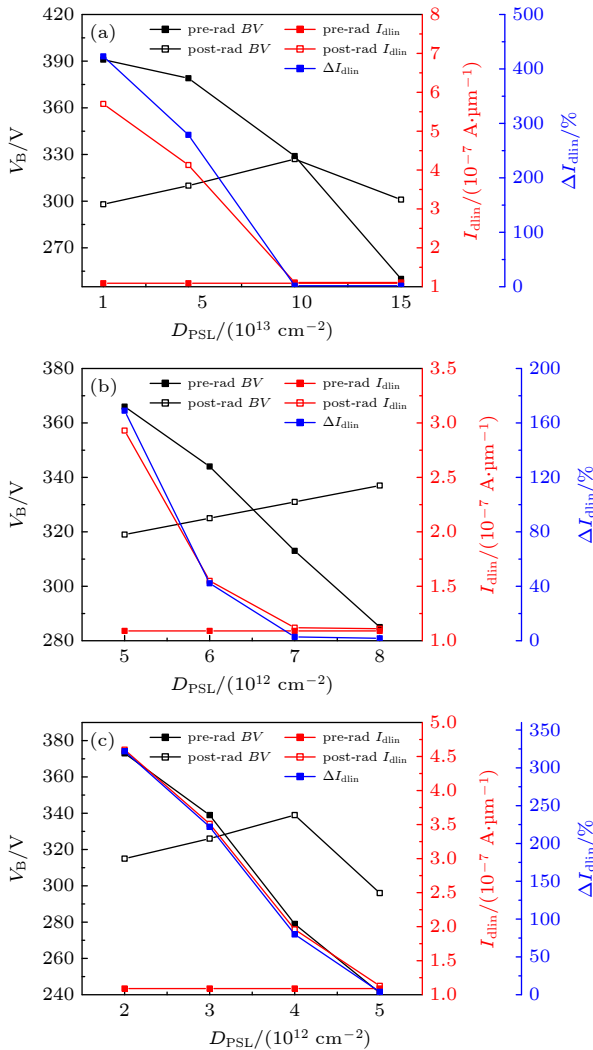 (a)
pre-rad BV
pre-rad I_dlin
post-rad BV
post-rad I_dlin
ΔI_dlin
420
390
360
330
300
270
V_B/V
8
7
6
5
4
3
2
1
I_dlin/(10⁻⁷ A·μm⁻¹)
500
400
300
200
100
0
ΔI_dlin/%
1 5 10 15
D_PSL/(10¹³ cm⁻²)
(b)
pre-rad BV
pre-rad I_dlin
post-rad BV
post-rad I_dlin
ΔI_dlin
380
360
340
320
300
280
V_B/V
3.5
3.0
2.5
2.0
1.5
1.0
I_dlin/(10⁻⁷ A·μm⁻¹)
200
160
120
80
40
0
ΔI_dlin/%
5 6 7 8
D_PSL/(10¹² cm⁻²)
(c)
pre-rad BV
pre-rad I_dlin
post-rad BV
post-rad I_dlin
ΔI_dlin
380
360
340
320
300
280
260
240
V_B/V
5.0
4.5
4.0
3.5
3.0
2.5
2.0
1.5
1.0
I_dlin/(10⁻⁷ A·μm⁻¹)
350
300
250
200
150
100
50
0
ΔI_dlin/%
2 3 4 5
D_PSL/(10¹² cm⁻²)